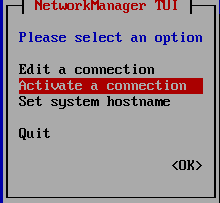 NetworkManager TUI
Please select an option
Edit a connection
Activate a connection
Set system hostname
Quit
<OK>